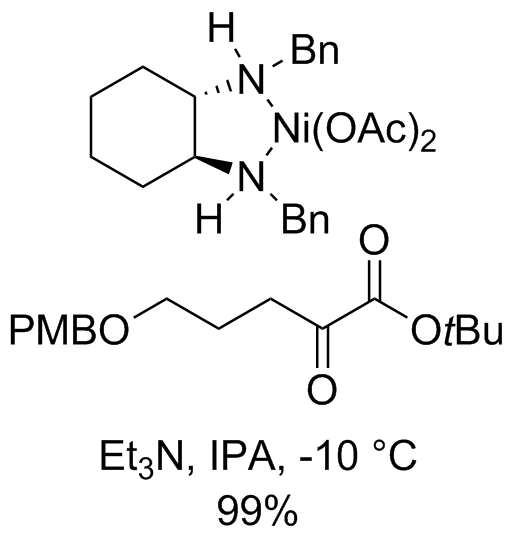 H
N Bn
Ni(OAc)2
N
H Bn
O
PMBO OtBu
O
Et3N, IPA, -10 °C
99%